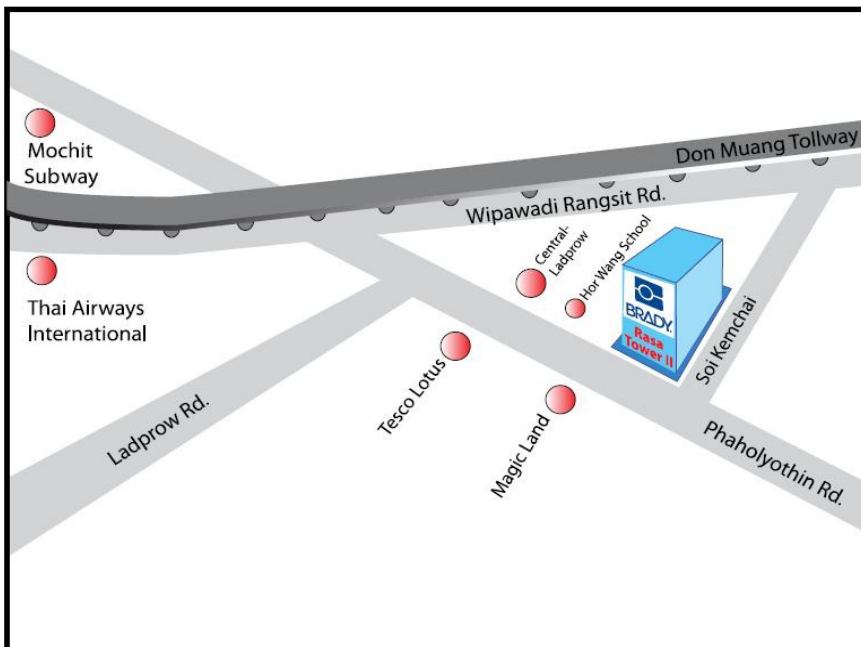 Don Muang Tollway
Mochit
Subway
Wipawadi Rangsit Rd.
Central-
Ladprow
Hor Wang School
Thai Airways
International
BRADY.
Rasa
Tower II
Soi Kemchai
Tesco Lotus
Ladprow Rd.
Magic Land
Phaholyothin Rd.